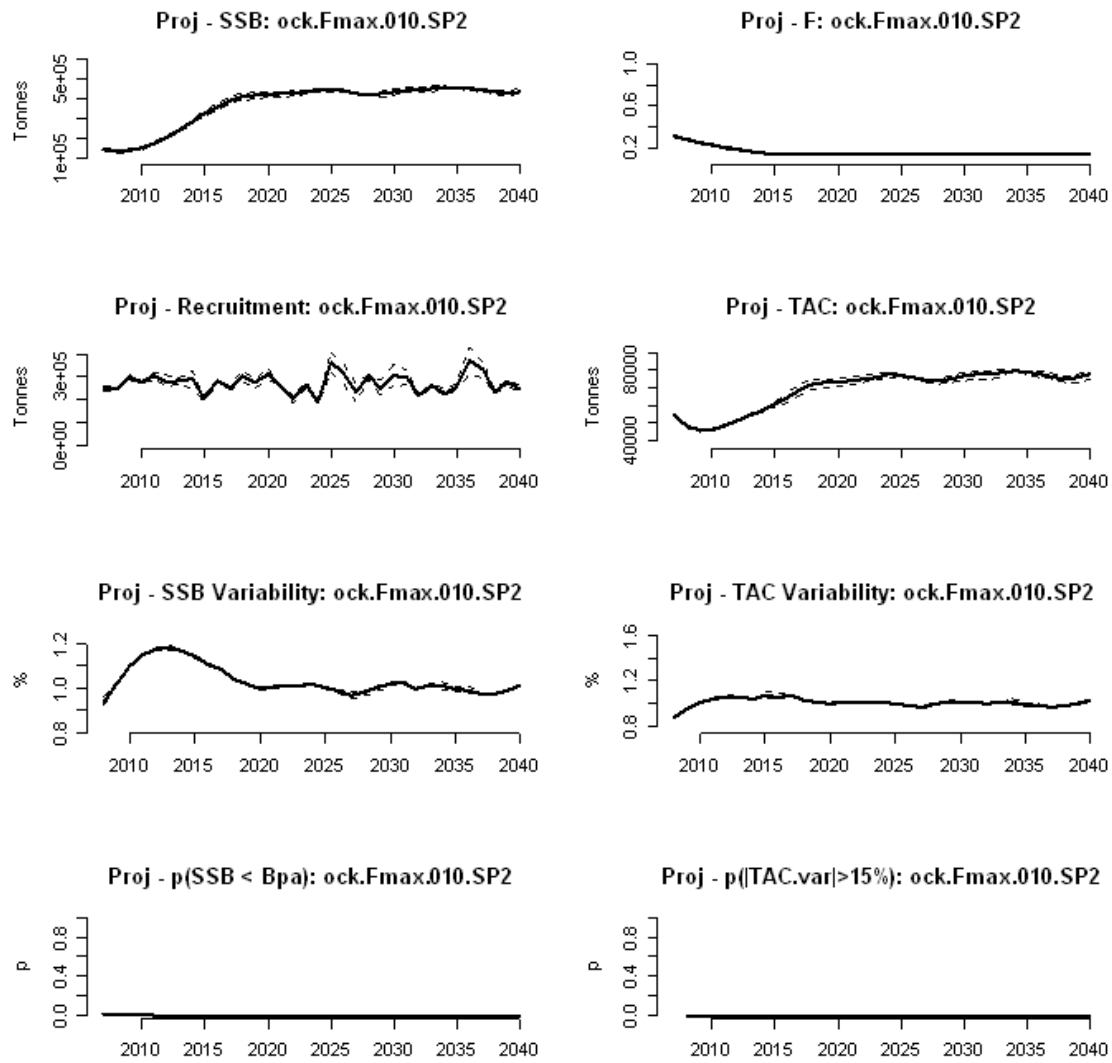 Proj - SSB: ock.Fmax.010.SP2
Tonnes
1e+05 5e+05
2010 2015 2020 2025 2030 2035 2040
Proj - F: ock.Fmax.010.SP2
0.2 0.6 1.0
2010 2015 2020 2025 2030 2035 2040
Proj - Recruitment: ock.Fmax.010.SP2
Tonnes
0e+00 3e+05
2010 2015 2020 2025 2030 2035 2040
Proj - TAC: ock.Fmax.010.SP2
Tonnes
40000 80000
2010 2015 2020 2025 2030 2035 2040
Proj - SSB Variability: ock.Fmax.010.SP2
%
0.8 1.0 1.2
2010 2015 2020 2025 2030 2035 2040
Proj - TAC Variability: ock.Fmax.010.SP2
%
0.8 1.2 1.6
2010 2015 2020 2025 2030 2035 2040
Proj - p(SSB < Bpa): ock.Fmax.010.SP2
p
0.0 0.4 0.8
2010 2015 2020 2025 2030 2035 2040
Proj - p(|TAC.var|>15%): ock.Fmax.010.SP2
p
0.0 0.4 0.8
2010 2015 2020 2025 2030 2035 2040